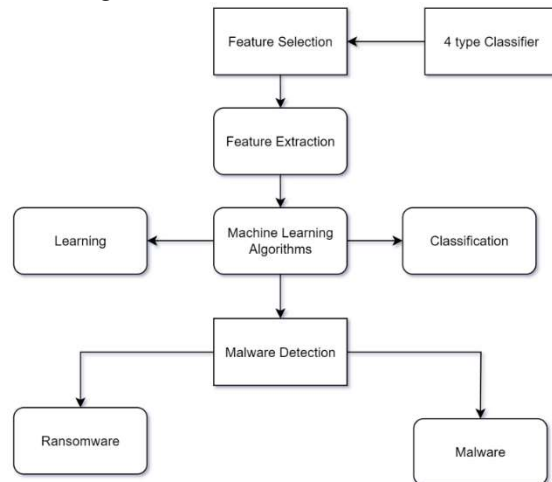 Feature Selection
4 type Classifier
Feature Extraction
Learning
Machine Learning
Algorithms
Classification
Malware Detection
Ransomware
Malware